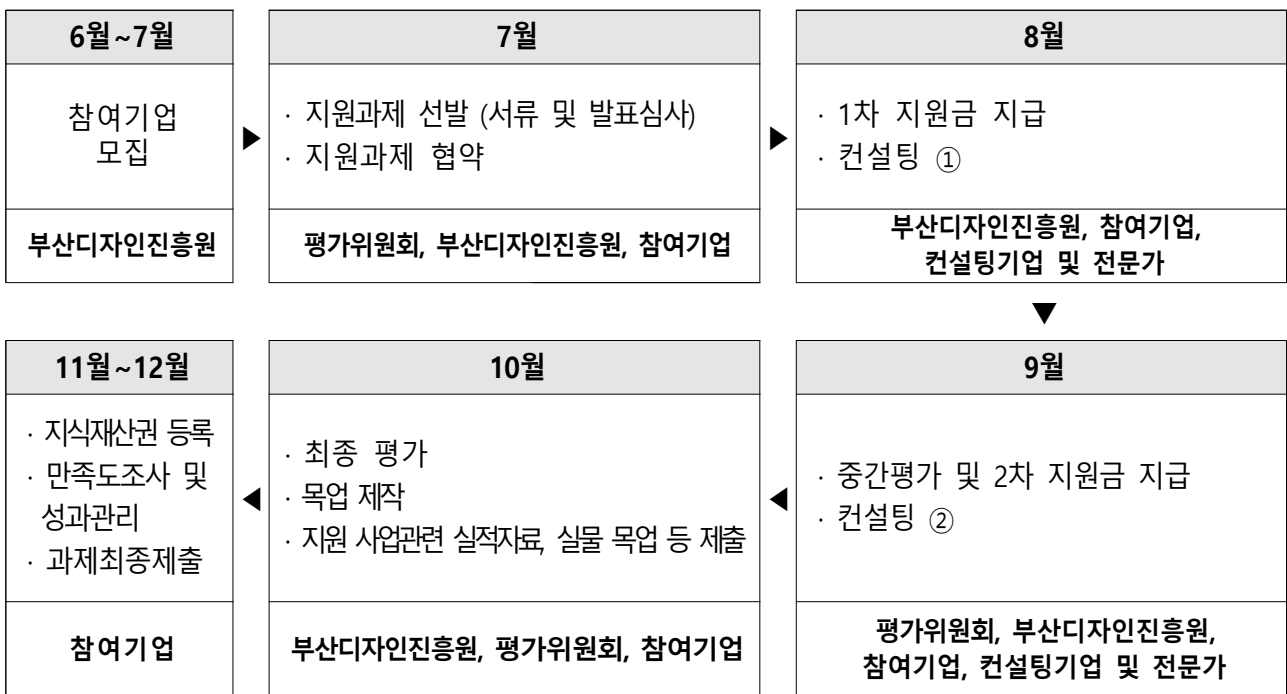 6월~7월
참여기업
모집
부산디자인진흥원
▶
7월
· 지원과제 선발 (서류 및 발표심사)
· 지원과제 협약
평가위원회, 부산디자인진흥원, 참여기업
▶
8월
· 1차 지원금 지급
· 컨설팅 ①
부산디자인진흥원, 참여기업,
컨설팅기업 및 전문가
▼
9월
· 중간평가 및 2차 지원금 지급
· 컨설팅 ②
평가위원회, 부산디자인진흥원,
참여기업, 컨설팅기업 및 전문가
◀
10월
· 최종 평가
· 목업 제작
· 지원 사업관련 실적자료, 실물 목업 등 제출
부산디자인진흥원, 평가위원회, 참여기업
◀
11월~12월
· 지식재산권 등록
· 만족도조사 및
성과관리
· 과제최종제출
참여기업